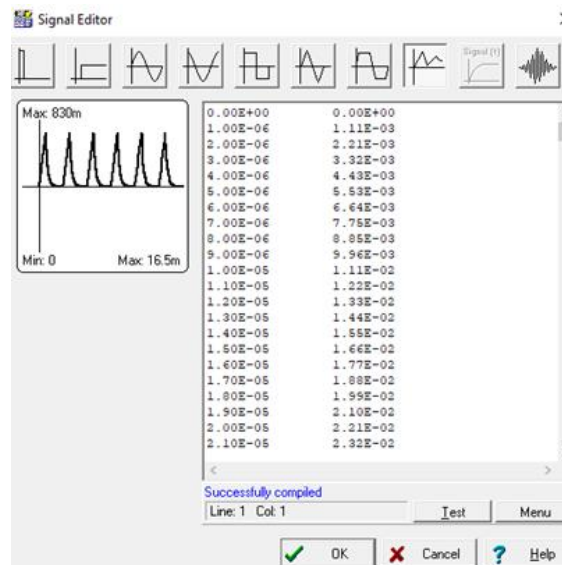 Signal Editor
Signal (t)
Max: 830m
Min: 0 Max: 16.5m
0.00E+00 0.00E+00
1.00E-06 1.11E-03
2.00E-06 2.21E-03
3.00E-06 3.32E-03
4.00E-06 4.43E-03
5.00E-06 5.53E-03
6.00E-06 6.64E-03
7.00E-06 7.75E-03
8.00E-06 8.85E-03
9.00E-06 9.96E-03
1.00E-05 1.11E-02
1.10E-05 1.22E-02
1.20E-05 1.33E-02
1.30E-05 1.44E-02
1.40E-05 1.55E-02
1.50E-05 1.66E-02
1.60E-05 1.77E-02
1.70E-05 1.88E-02
1.80E-05 1.99E-02
1.90E-05 2.10E-02
2.00E-05 2.21E-02
2.10E-05 2.32E-02
Successfully compiled
Line: 1 Col: 1 Test Menu
OK Cancel ? Help